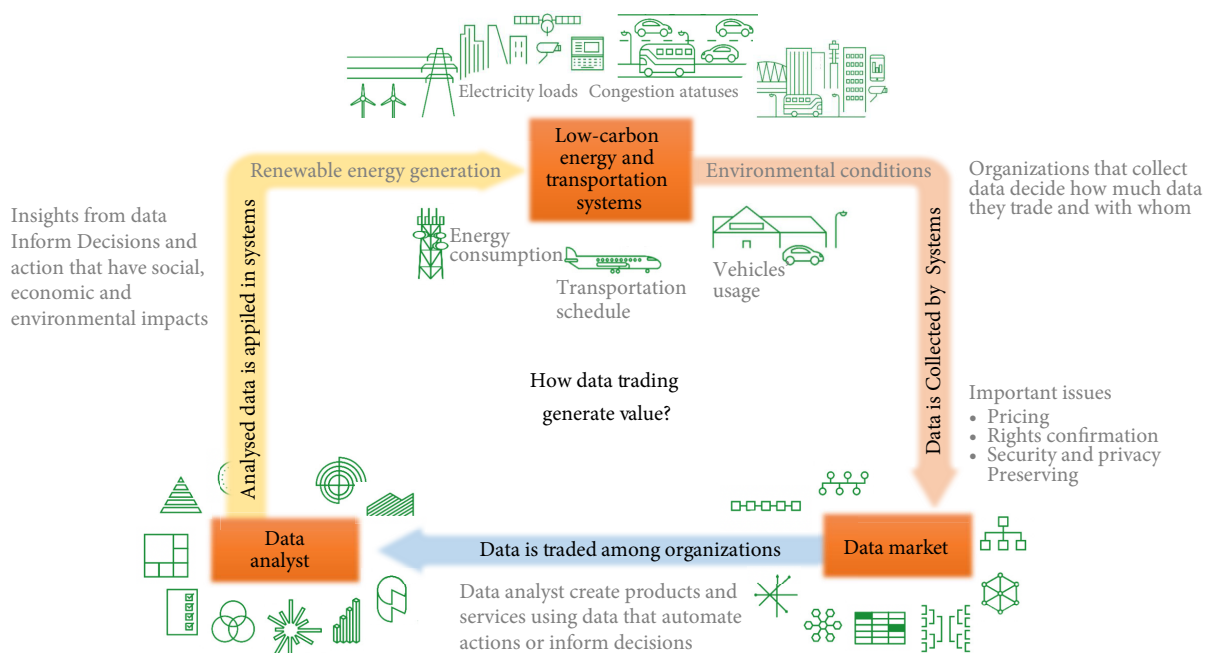 Electricity loads
Congestion atatuses
Low-carbon
energy and
transportation
systems
Renewable energy generation
Environmental conditions
Organizations that collect
data decide how much data
they trade and with whom
Insights from data
Inform Decisions and
action that have social,
economic and
environmental impacts
Energy
consumption
Transportation
schedule
Vehicles
usage
Analysed data is appiled in systems
Data is Collected by Systems
How data trading
generate value?
Important issues
• Pricing
• Rights confirmation
• Security and privacy
Preserving
Data
analyst
Data is traded among organizations
Data market
Data analyst create products and
services using data that automate
actions or inform decisions